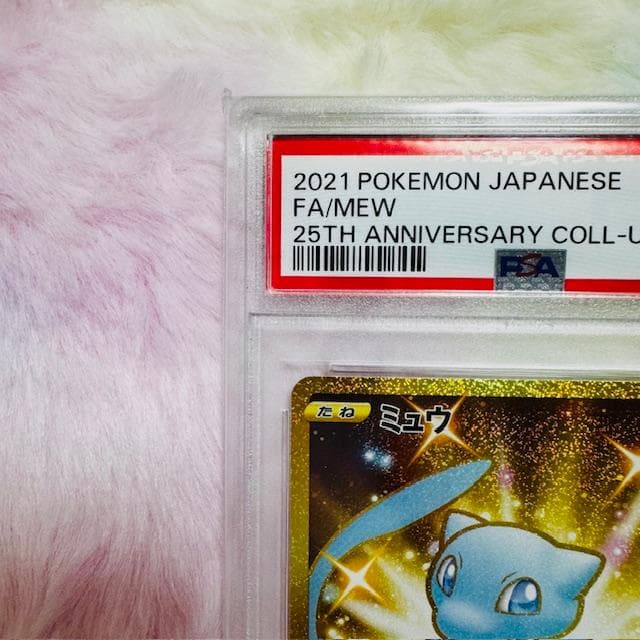 2021 POKEMON JAPANESE
FA/MEW
25TH ANNIVERSARY COLL-U
PSA
たね ミュウ